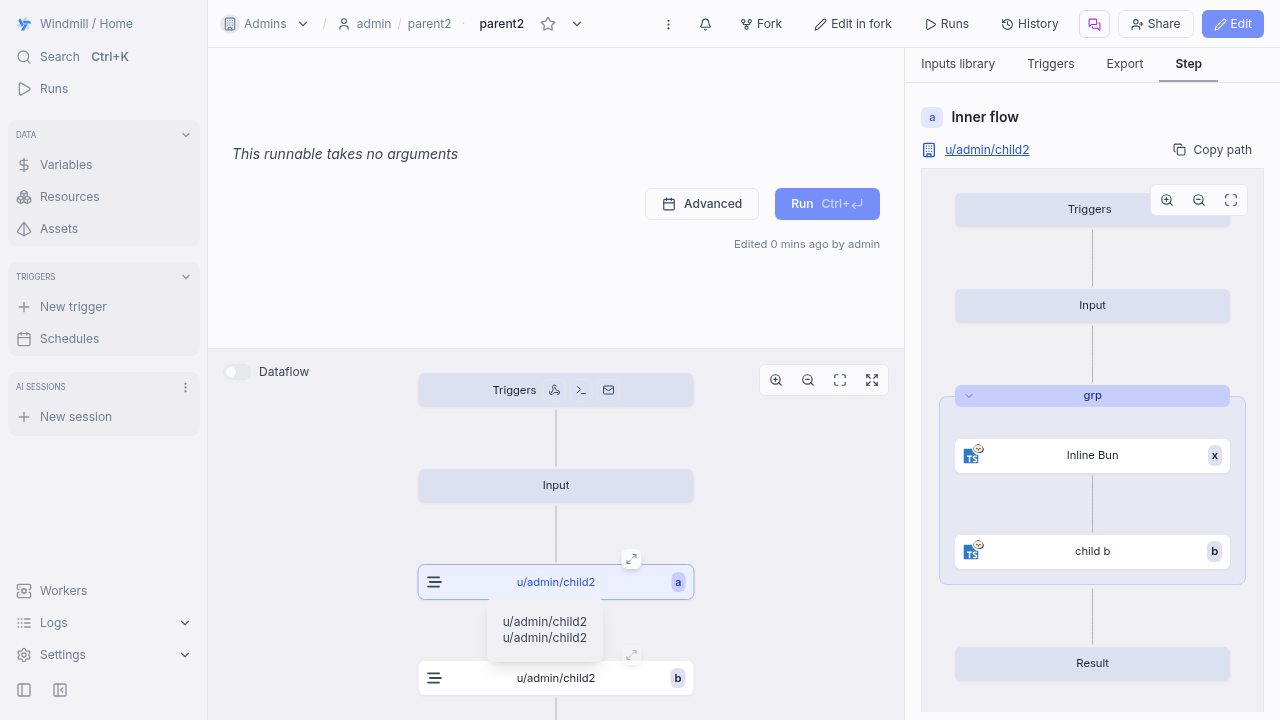 Windmill / Home
Search Ctrl+K
Runs
DATA
Variables
Resources
Assets
TRIGGERS
New trigger
Schedules
AI SESSIONS
New session
Workers
Logs
Settings
Admins / admin / parent2 · parent2
Fork
Edit in fork
Runs
History
Share
Edit
This runnable takes no arguments
Advanced
Run Ctrl+
Edited 0 mins ago by admin
Dataflow
Triggers
Input
u/admin/child2 a
u/admin/child2
u/admin/child2
u/admin/child2 b
Inputs library
Triggers
Export
Step
a Inner flow
u/admin/child2
Copy path
Triggers
Input
grp
TS Inline Bun x
TS child b b
Result